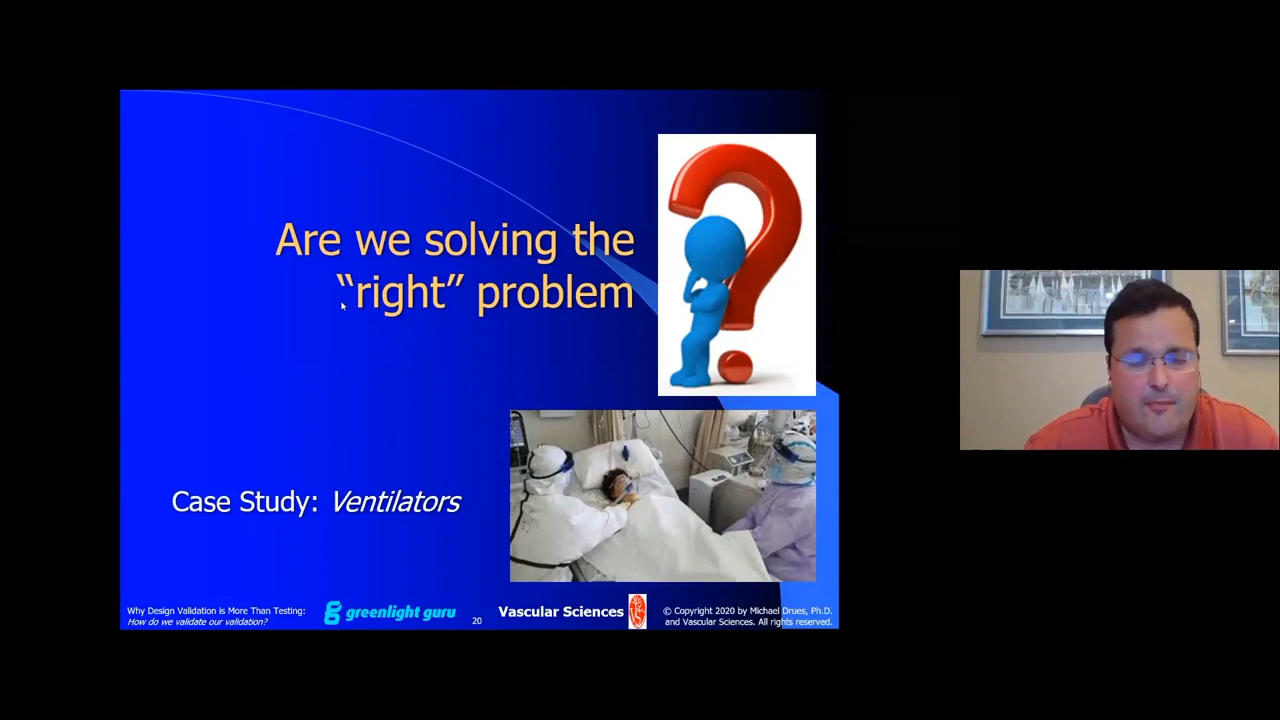 Are we solving the
“right” problem
Case Study: Ventilators
Why Design Validation is More Than Testing:
How do we validate our validation?
greenlight guru
20
Vascular Sciences
© Copyright 2020 by Michael Drues, Ph.D.
and Vascular Sciences. All rights reserved.